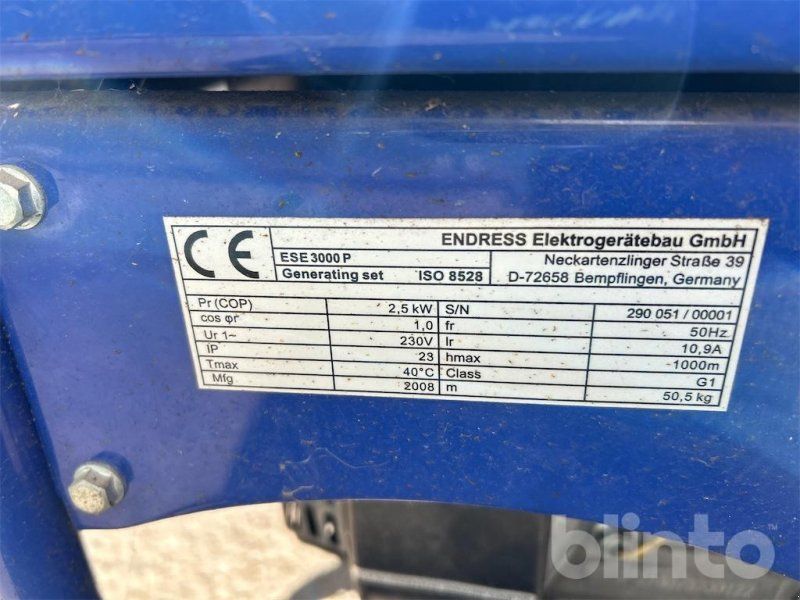 CE
ENDRESS Elektrogerätebau GmbH
ESE 3000 P
Neckartenzlinger Straße 39
Generating set ISO 8528
D-72658 Bempflingen, Germany
Pr (COP) 2,5 kW S/N 290 051 / 00001
cos φr 1,0 fr 50Hz
Ur 1~ 230V Ir 10,9A
IP 23 hmax 1000m
Tmax 40°C Class G1
Mfg 2008 m 50,5 kg
blinto